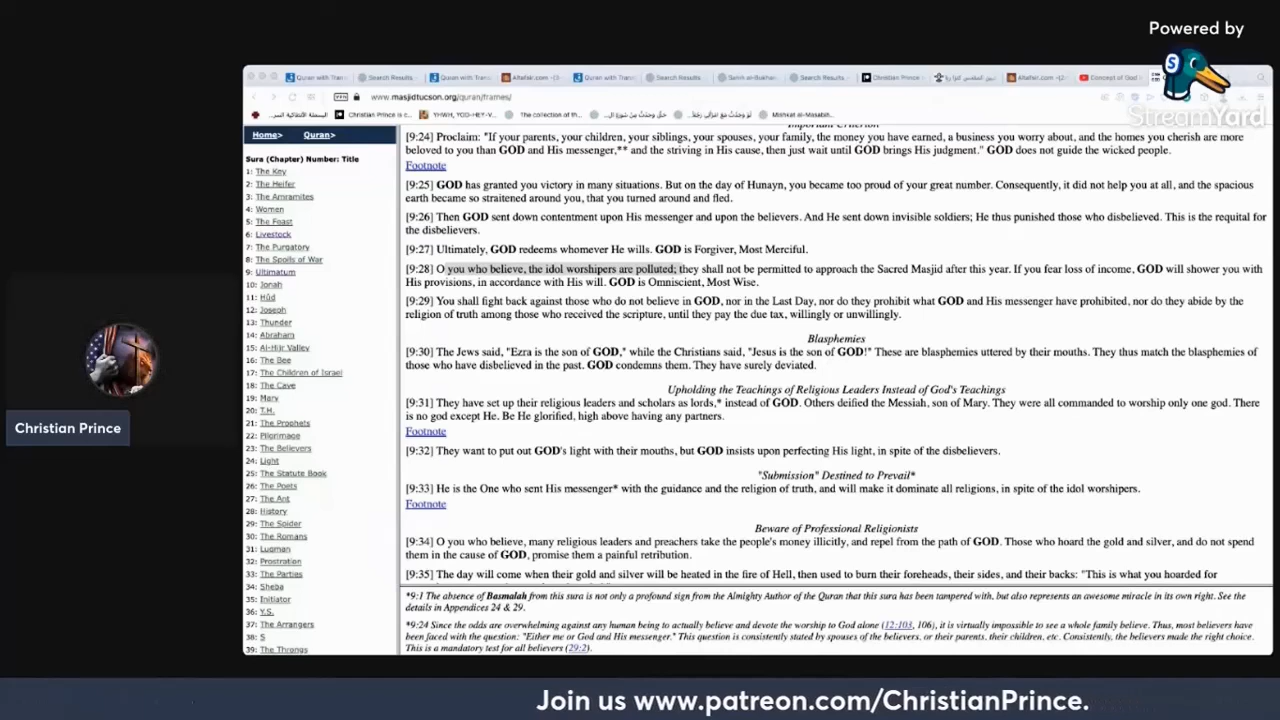 Powered by
S
StreamYard
Quran with Trans
Search Results
Quran with Tran
Altafsir.com -
Quran with Trans
Search Results
Search Results
Christian Prince
Altafsir.com -
Concept of God
www.masjidtucson.org/quran/frames/
Christian Prince is c...
YHWH, YOD-HEY-V...
The collection of th...
Mishkat al-Masabih
Home> Quran>
Sura (Chapter) Number: Title
1: The Key
2: The Heifer
3: The Amramites
4: Women
5: The Feast
6: Livestock
7: The Purgatory
8: The Spoils of War
9: Ultimatum
10: Jonah
11: Hûd
12: Joseph
13: Thunder
14: Abraham
15: Al-Hijr Valley
16: The Bee
17: The Children of Israel
18: The Cave
19: Mary
20: T.H.
21: The Prophets
22: Pilgrimage
23: The Believers
24: Light
25: The Statute Book
26: The Poets
27: The Ant
28: History
29: The Spider
30: The Romans
31: Luqman
32: Prostration
33: The Parties
34: Sheba
35: Initiator
36: Y.S.
37: The Arrangers
38: S
39: The Throngs
Important Criterion
[9:24] Proclaim: "If your parents, your children, your siblings, your spouses, your family, the money you have earned, a business you worry about, and the homes you cherish are more
beloved to you than GOD and His messenger,** and the striving in His cause, then just wait until GOD brings His judgment." GOD does not guide the wicked people.
Footnote
[9:25] GOD has granted you victory in many situations. But on the day of Hunayn, you became too proud of your great number. Consequently, it did not help you at all, and the spacious
earth became so straitened around you, that you turned around and fled.
[9:26] Then GOD sent down contentment upon His messenger and upon the believers. And He sent down invisible soldiers; He thus punished those who disbelieved. This is the requital for
the disbelievers.
[9:27] Ultimately, GOD redeems whomever He wills. GOD is Forgiver, Most Merciful.
[9:28] O you who believe, the idol worshipers are polluted; they shall not be permitted to approach the Sacred Masjid after this year. If you fear loss of income, GOD will shower you with
His provisions, in accordance with His will. GOD is Omniscient, Most Wise.
[9:29] You shall fight back against those who do not believe in GOD, nor in the Last Day, nor do they prohibit what GOD and His messenger have prohibited, nor do they abide by the
religion of truth among those who received the scripture, until they pay the due tax, willingly or unwillingly.
Blasphemies
[9:30] The Jews said, "Ezra is the son of GOD," while the Christians said, "Jesus is the son of GOD!" These are blasphemies uttered by their mouths. They thus match the blasphemies of
those who have disbelieved in the past. GOD condemns them. They have surely deviated.
Upholding the Teachings of Religious Leaders Instead of God's Teachings
[9:31] They have set up their religious leaders and scholars as lords,* instead of GOD. Others deified the Messiah, son of Mary. They were all commanded to worship only one god. There
is no god except He. Be He glorified, high above having any partners.
Footnote
[9:32] They want to put out GOD's light with their mouths, but GOD insists upon perfecting His light, in spite of the disbelievers.
"Submission" Destined to Prevail*
[9:33] He is the One who sent His messenger* with the guidance and the religion of truth, and will make it dominate all religions, in spite of the idol worshipers.
Footnote
Beware of Professional Religionists
[9:34] O you who believe, many religious leaders and preachers take the people's money illicitly, and repel from the path of GOD. Those who hoard the gold and silver, and do not spend
them in the cause of GOD, promise them a painful retribution.
[9:35] The day will come when their gold and silver will be heated in the fire of Hell, then used to burn their foreheads, their sides, and their backs: "This is what you hoarded for
*9:1 The absence of Basmalah from this sura is not only a profound sign from the Almighty Author of the Quran that this sura has been tampered with, but also represents an awesome miracle in its own right. See the
details in Appendices 24 & 29.
*9:24 Since the odds are overwhelming against any human being to actually believe and devote the worship to God alone (12:103, 106), it is virtually impossible to see a whole family believe. Thus, most believers have
been faced with the question: "Either me or God and His messenger." This question is consistently stated by spouses of the believers, or their parents, their children, etc. Consistently, the believers made the right choice.
This is a mandatory test for all believers (29:2).
Christian Prince
Join us www.patreon.com/ChristianPrince.